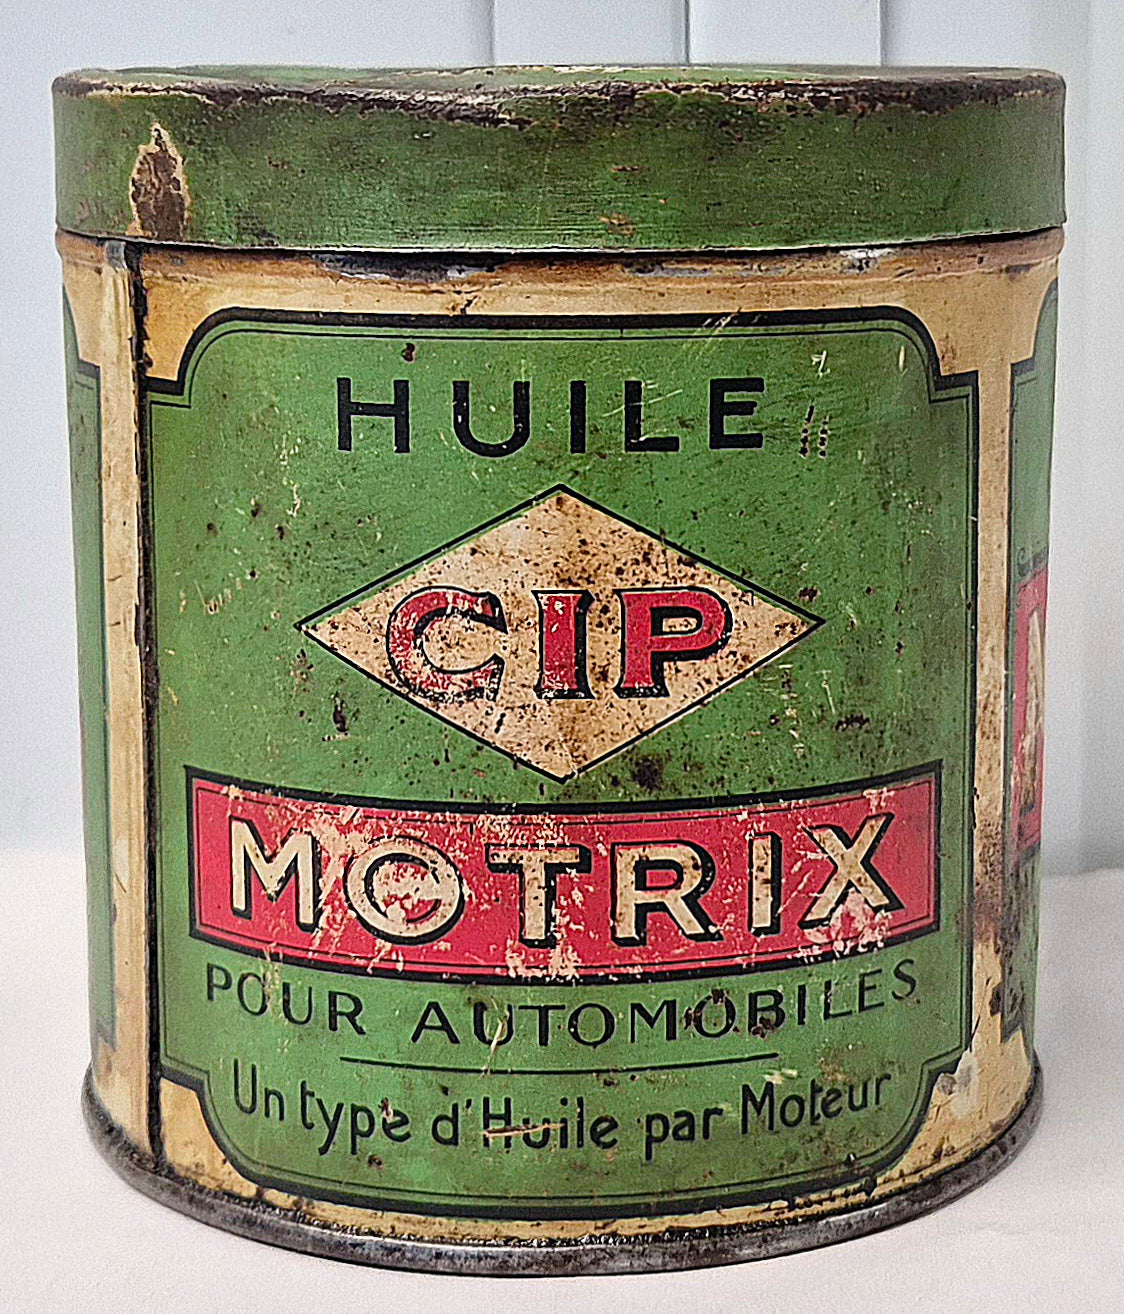 HUILE
CIP
MOTRIX
POUR AUTOMOBILES
Un type d'Huile par Moteur